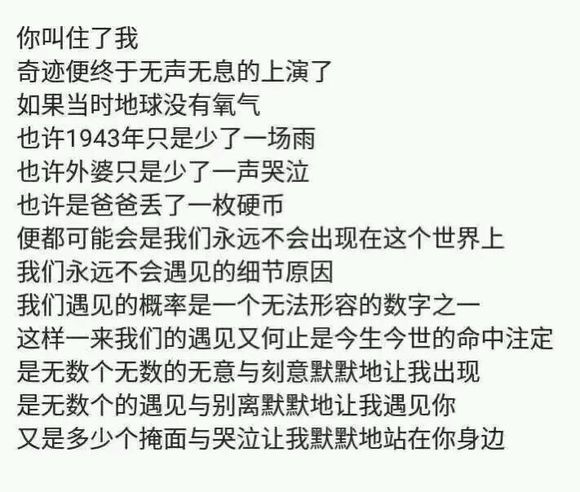 你叫住了我
奇迹便终于无声无息的上演了
如果当时地球没有氧气
也许1943年只是少了一场雨
也许外婆只是少了一声哭泣
也许是爸爸丢了一枚硬币
便都可能会是我们永远不会出现在这个世界上
我们永远不会遇见的细节原因
我们遇见的概率是一个无法形容的数字之一
这样一来我们的遇见又何止是今生今世的命中注定
是无数个无数的无意与刻意默默地让我出现
是无数个的遇见与别离默默地让我遇见你
又是多少个掩面与哭泣让我默默地站在你身边